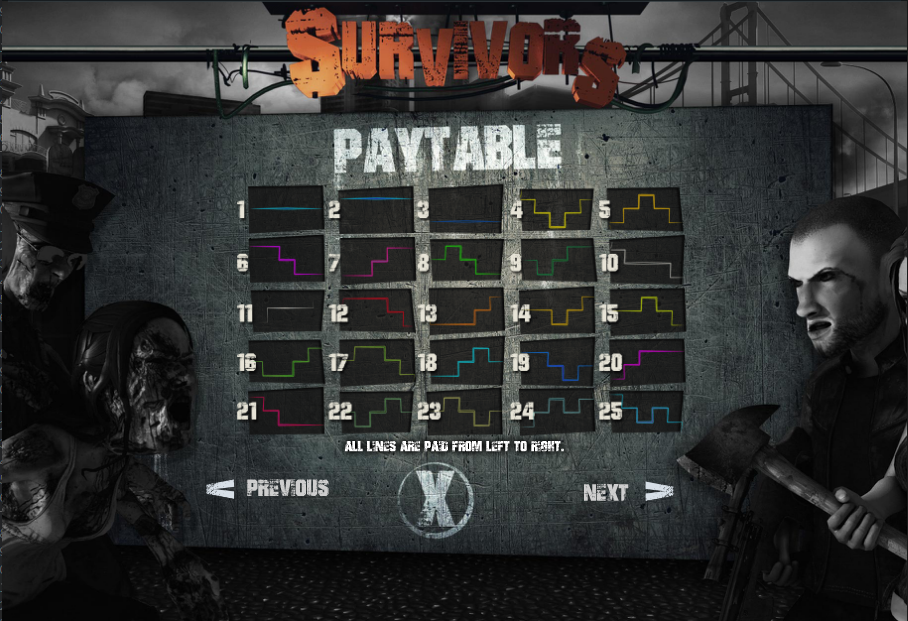 SURVIVORS
PAYTABLE
1 2 3 4 5
6 7 8 9 10
11 12 13 14 15
16 17 18 19 20
21 22 23 24 25
ALL LINES ARE PAID FROM LEFT TO RIGHT.
< PREVIOUS X NEXT >